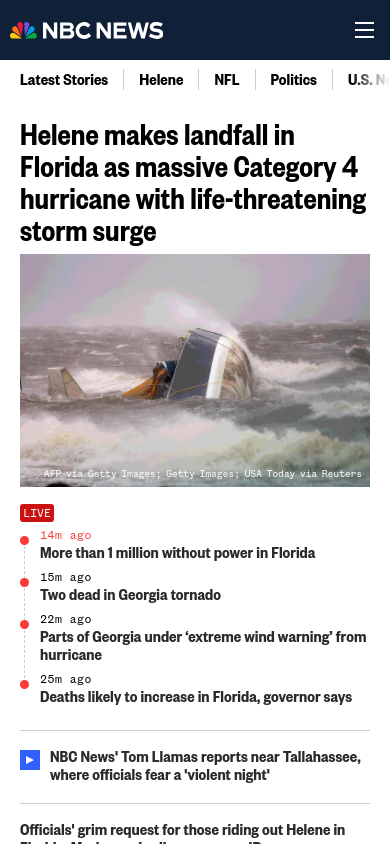 NBC NEWS
Latest Stories
Helene
NFL
Politics
U.S.
Helene makes landfall in
Florida as massive Category 4
hurricane with life-threatening
storm surge
AFP via Getty Images; Getty Images; USA Today via Reuters
LIVE
14m ago
More than 1 million without power in Florida
15m ago
Two dead in Georgia tornado
22m ago
Parts of Georgia under ‘extreme wind warning’ from
hurricane
25m ago
Deaths likely to increase in Florida, governor says
NBC News' Tom Llamas reports near Tallahassee,
where officials fear a 'violent night'
Officials' grim request for those riding out Helene in